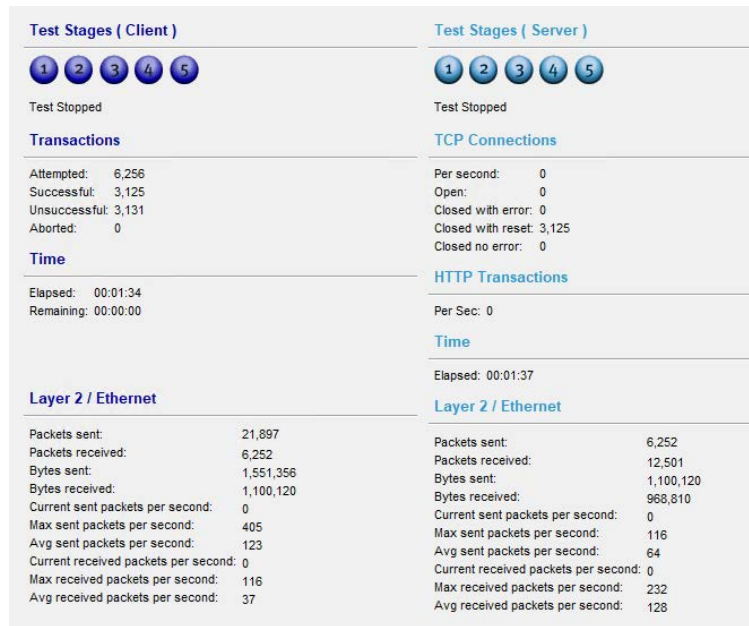 Test Stages ( Client )
1 2 3 4 5
Test Stopped
Transactions
Attempted: 6,256
Successful: 3,125
Unsuccessful: 3,131
Aborted: 0
Time
Elapsed: 00:01:34
Remaining: 00:00:00
Layer 2 / Ethernet
Packets sent: 21,897
Packets received: 6,252
Bytes sent: 1,551,356
Bytes received: 1,100,120
Current sent packets per second: 0
Max sent packets per second: 405
Avg sent packets per second: 123
Current received packets per second: 0
Max received packets per second: 116
Avg received packets per second: 37
Test Stages ( Server )
1 2 3 4 5
Test Stopped
TCP Connections
Per second: 0
Open: 0
Closed with error: 0
Closed with reset: 3,125
Closed no error: 0
HTTP Transactions
Per Sec: 0
Time
Elapsed: 00:01:37
Layer 2 / Ethernet
Packets sent: 6,252
Packets received: 12,501
Bytes sent: 1,100,120
Bytes received: 968,810
Current sent packets per second: 0
Max sent packets per second: 116
Avg sent packets per second: 64
Current received packets per second: 0
Max received packets per second: 232
Avg received packets per second: 128